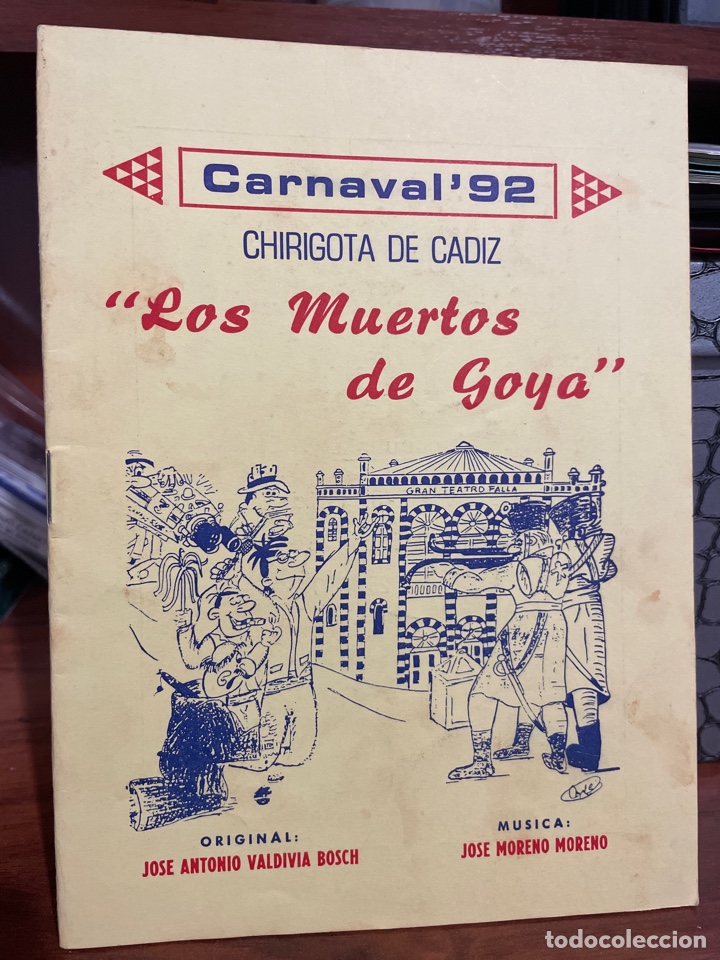 Carnaval'92
CHIRIGOTA DE CADIZ
"Los Muertos
de Goya"
GRAN TEATRO FALLA
ORIGINAL:
JOSE ANTONIO VALDIVIA BOSCH
MUSICA:
JOSE MORENO MORENO
todocoleccion.net